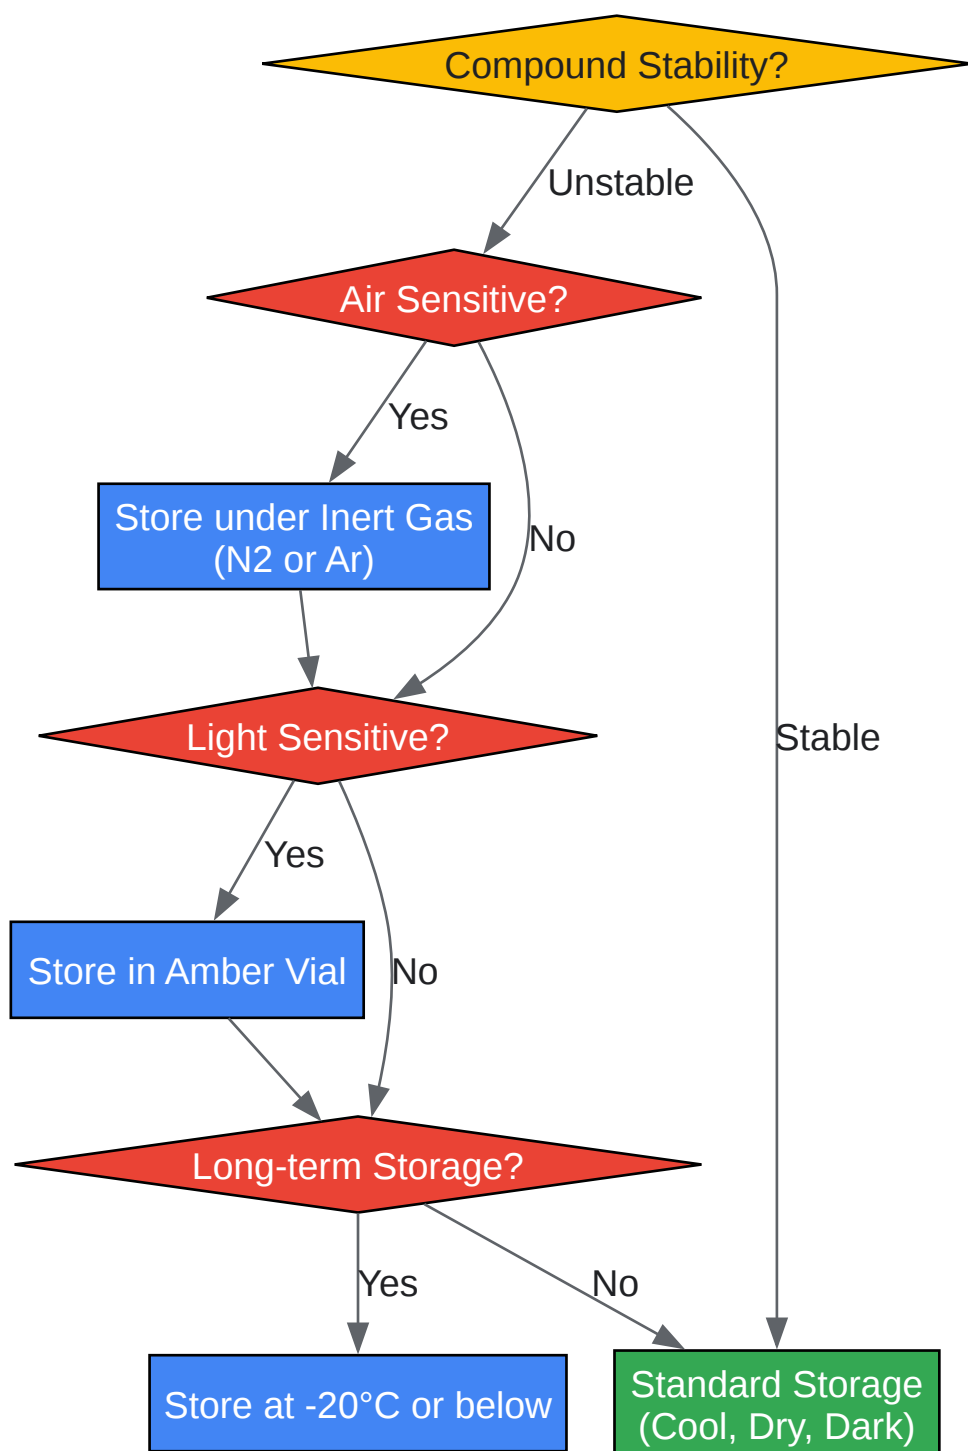 Compound Stability?
Unstable
Air Sensitive?
Yes
Store under Inert Gas
(N2 or Ar)
No
Light Sensitive?
Stable
Yes
Store in Amber Vial
No
Long-term Storage?
Yes
No
Store at -20°C or below
Standard Storage
(Cool, Dry, Dark)